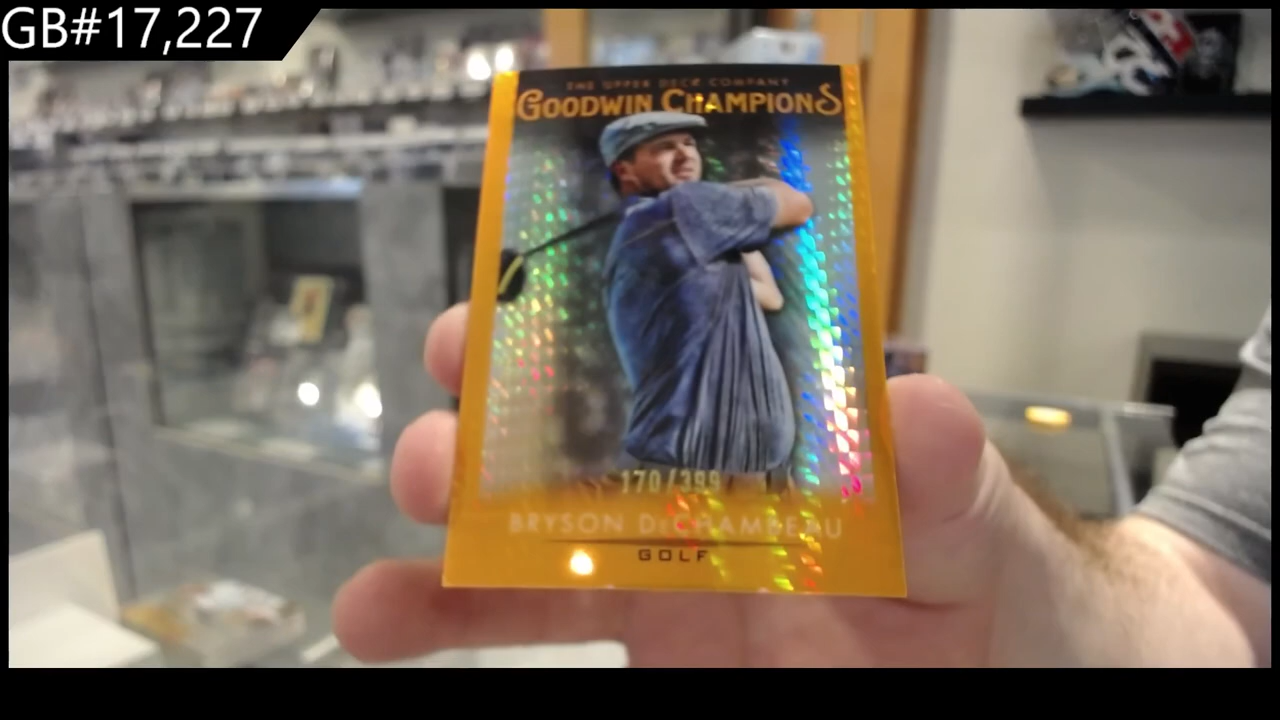 GB#17,227
THE UPPER DECK COMPANY
GOODWIN CHAMPIONS
170/399
BRYSON DECHAMBEAU
GOLF